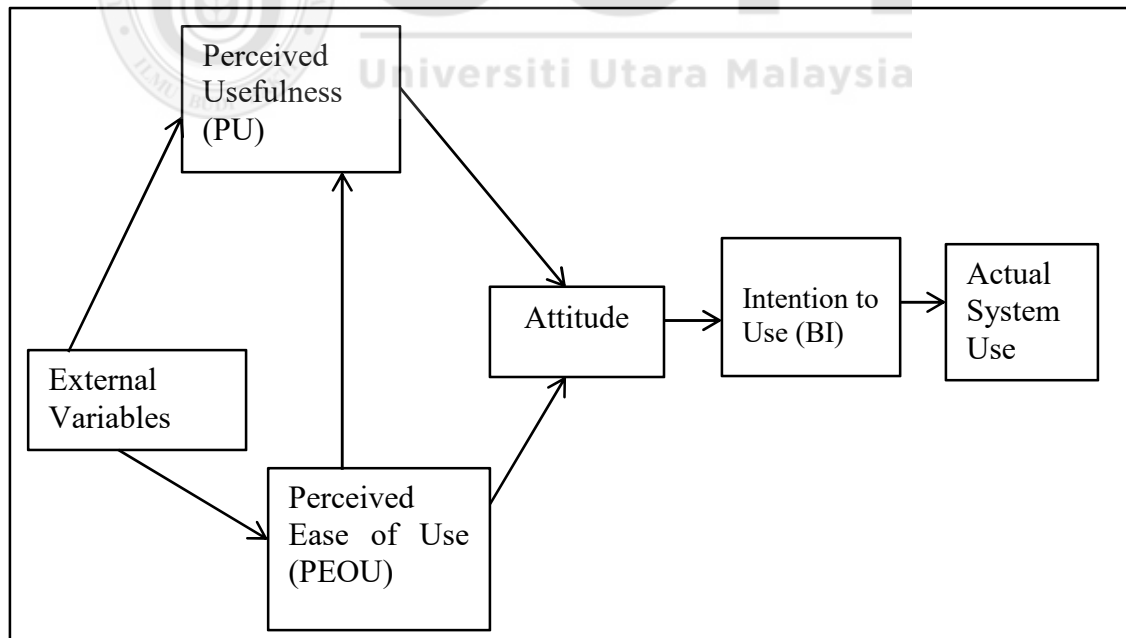 Universiti Utara Malaysia
Perceived
Usefulness
(PU)
Attitude
Intention to
Use (BI)
Actual
System
Use
External
Variables
Perceived
Ease of Use
(PEOU)